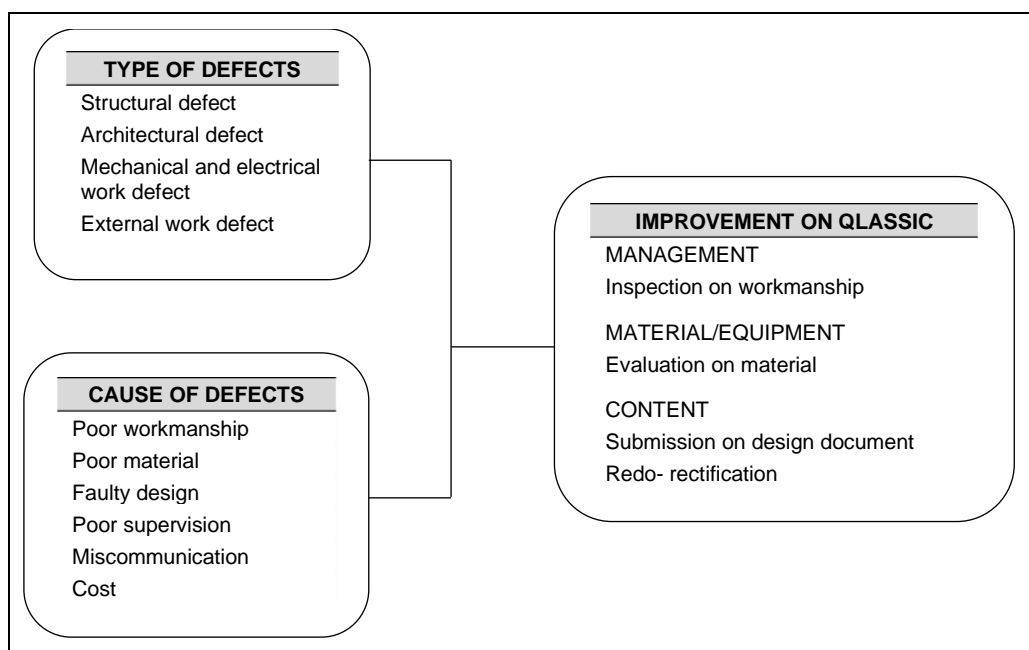 TYPE OF DEFECTS
Structural defect
Architectural defect
Mechanical and electrical
work defect
External work defect
CAUSE OF DEFECTS
Poor workmanship
Poor material
Faulty design
Poor supervision
Miscommunication
Cost
IMPROVEMENT ON QLASSIC
MANAGEMENT
Inspection on workmanship
MATERIAL/EQUIPMENT
Evaluation on material
CONTENT
Submission on design document
Redo- rectification